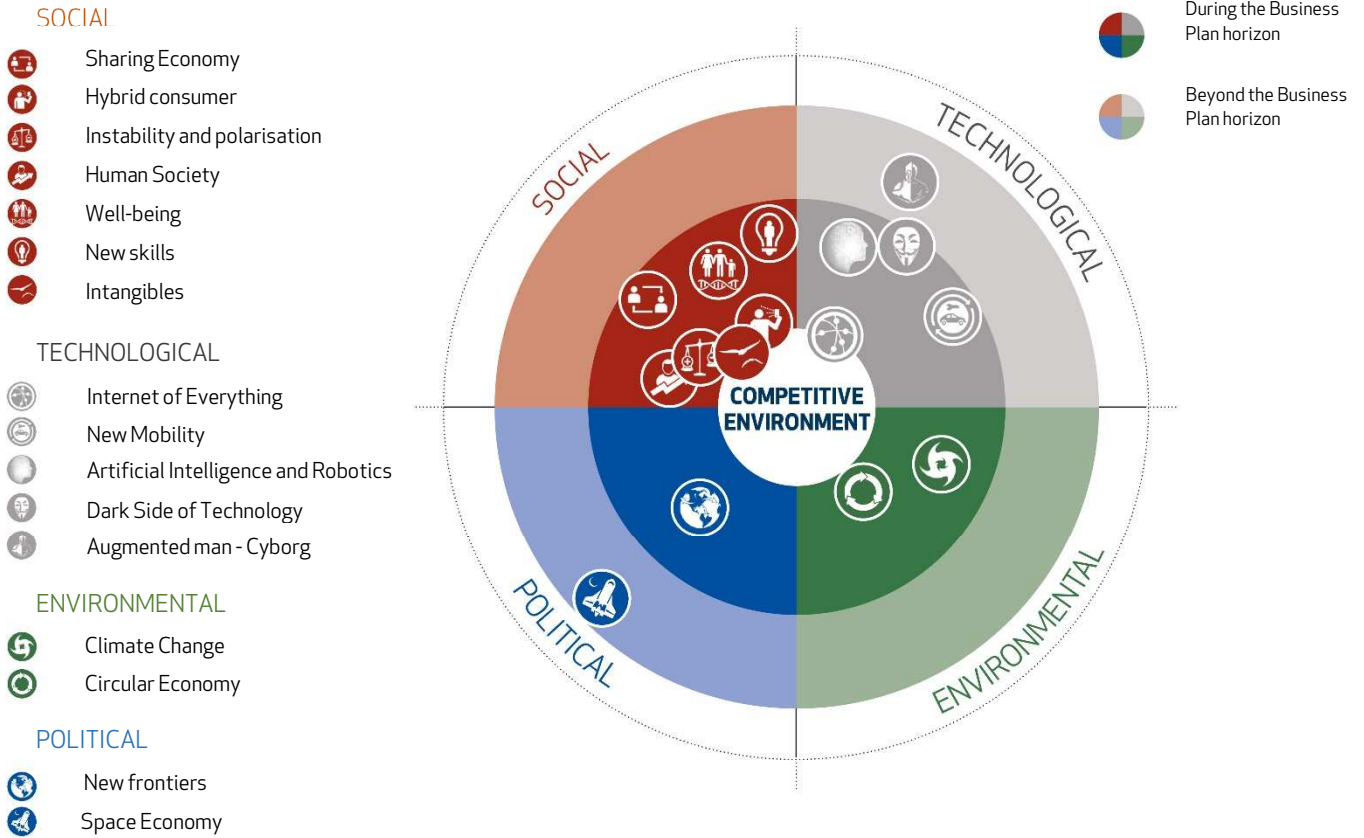 SOCIAL
Sharing Economy
Hybrid consumer
Instability and polarisation
Human Society
Well-being
New skills
Intangibles
TECHNOLOGICAL
Internet of Everything
New Mobility
Artificial Intelligence and Robotics
Dark Side of Technology
Augmented man - Cyborg
ENVIRONMENTAL
Climate Change
Circular Economy
POLITICAL
New frontiers
Space Economy
SOCIAL
TECHNOLOGICAL
COMPETITIVE
ENVIRONMENT
POLITICAL
ENVIRONMENTAL
During the Business
Plan horizon
Beyond the Business
Plan horizon